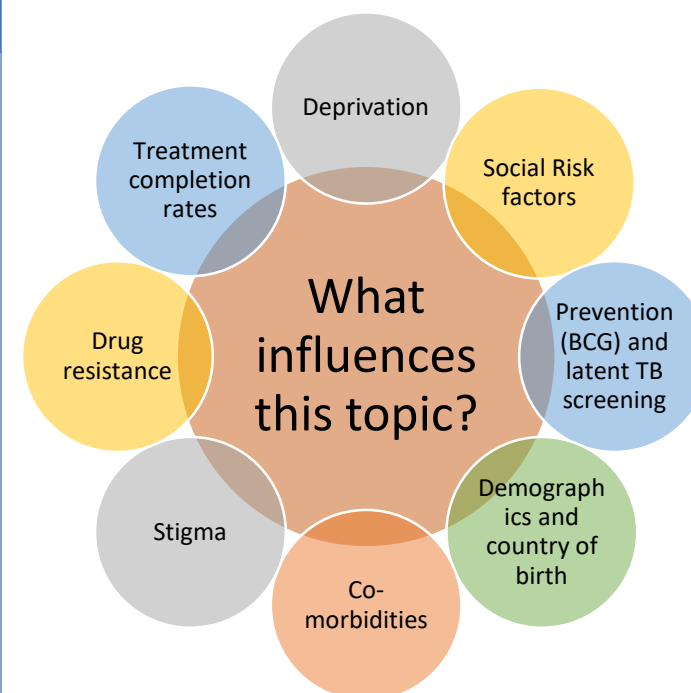 Deprivation
Social Risk
factors
Prevention
(BCG) and
latent TB
screening
Demograph
ics and
country of
birth
Co-
morbidities
Stigma
Drug
resistance
Treatment
completion
rates
What
influences
this topic?